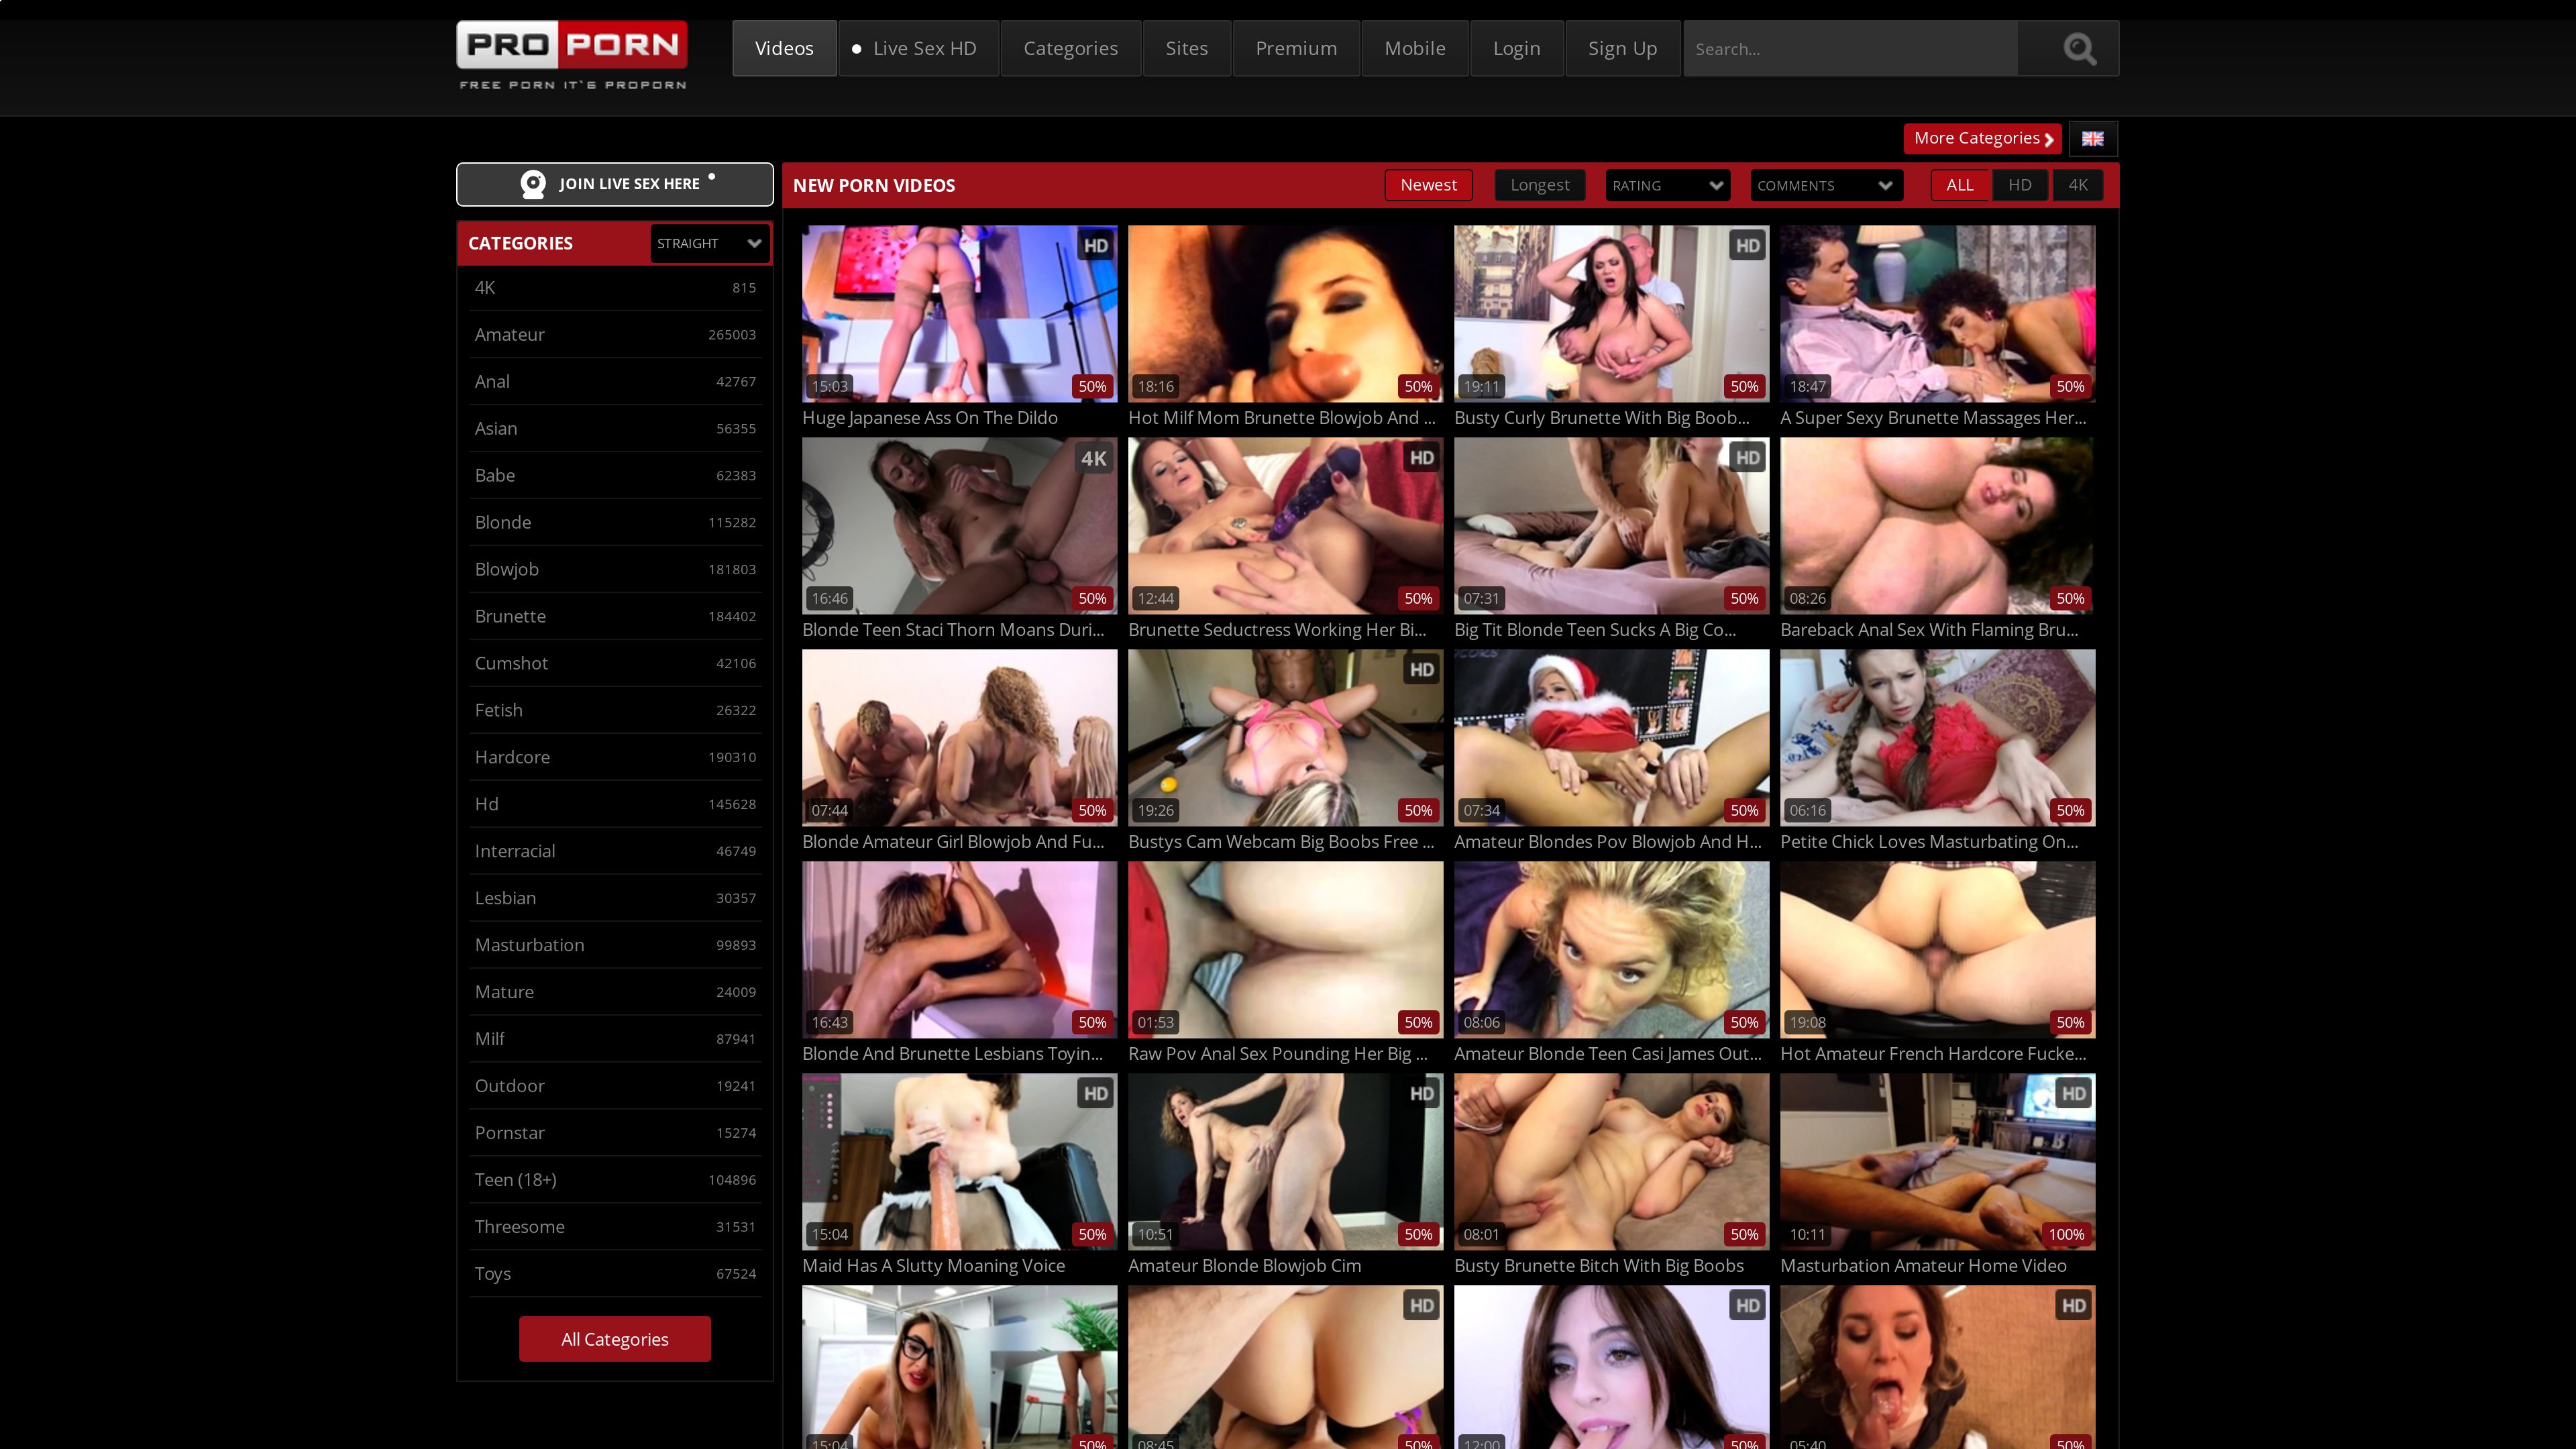 PRO PORN
FREE PORN IT'S PROPORN
Videos
Live Sex HD
Categories
Sites
Premium
Mobile
Login
Sign Up
Search...
More Categories
JOIN LIVE SEX HERE
CATEGORIES
STRAIGHT
4K 815
Amateur 265003
Anal 42767
Asian 56355
Babe 62383
Blonde 115282
Blowjob 181803
Brunette 184402
Cumshot 42106
Fetish 26322
Hardcore 190310
Hd 145628
Interracial 46749
Lesbian 30357
Masturbation 99893
Mature 24009
Milf 87941
Outdoor 19241
Pornstar 15274
Teen (18+) 104896
Threesome 31531
Toys 67524
All Categories
NEW PORN VIDEOS
Newest
Longest
RATING
COMMENTS
ALL
HD
4K
HD
15:03 50%
Huge Japanese Ass On The Dildo
18:16 50%
Hot Milf Mom Brunette Blowjob And ...
HD
19:11 50%
Busty Curly Brunette With Big Boob...
18:47 50%
A Super Sexy Brunette Massages Her...
4K
16:46 50%
Blonde Teen Staci Thorn Moans Duri...
HD
12:44 50%
Brunette Seductress Working Her Bi...
HD
07:31 50%
Big Tit Blonde Teen Sucks A Big Co...
08:26 50%
Bareback Anal Sex With Flaming Bru...
07:44 50%
Blonde Amateur Girl Blowjob And Fu...
HD
19:26 50%
Bustys Cam Webcam Big Boobs Free ...
07:34 50%
Amateur Blondes Pov Blowjob And H...
06:16 50%
Petite Chick Loves Masturbating On...
16:43 50%
Blonde And Brunette Lesbians Toyin...
01:53 50%
Raw Pov Anal Sex Pounding Her Big ...
08:06 50%
Amateur Blonde Teen Casi James Out...
19:08 50%
Hot Amateur French Hardcore Fucke...
HD
15:04 50%
Maid Has A Slutty Moaning Voice
HD
10:51 50%
Amateur Blonde Blowjob Cim
08:01 50%
Busty Brunette Bitch With Big Boobs
HD
10:11 100%
Masturbation Amateur Home Video
15:04 50%
HD
08:45 50%
HD
12:00 50%
HD
05:40 50%